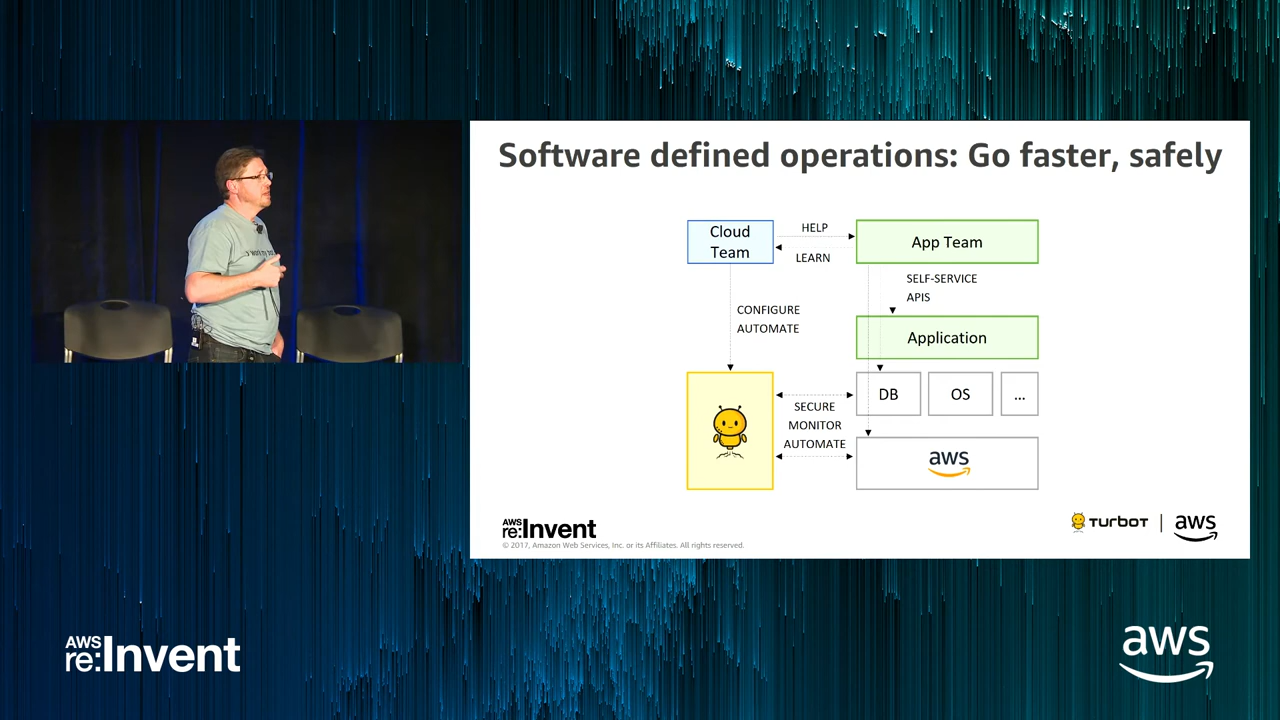 Software defined operations: Go faster, safely
Cloud
Team
HELP
LEARN
App Team
SELF-SERVICE
APIS
CONFIGURE
AUTOMATE
Application
DB
OS
...
SECURE
MONITOR
AUTOMATE
aws
AWS
re:Invent
© 2017, Amazon Web Services, Inc. or its Affiliates. All rights reserved.
TURBOT
aws
AWS
re:Invent
aws